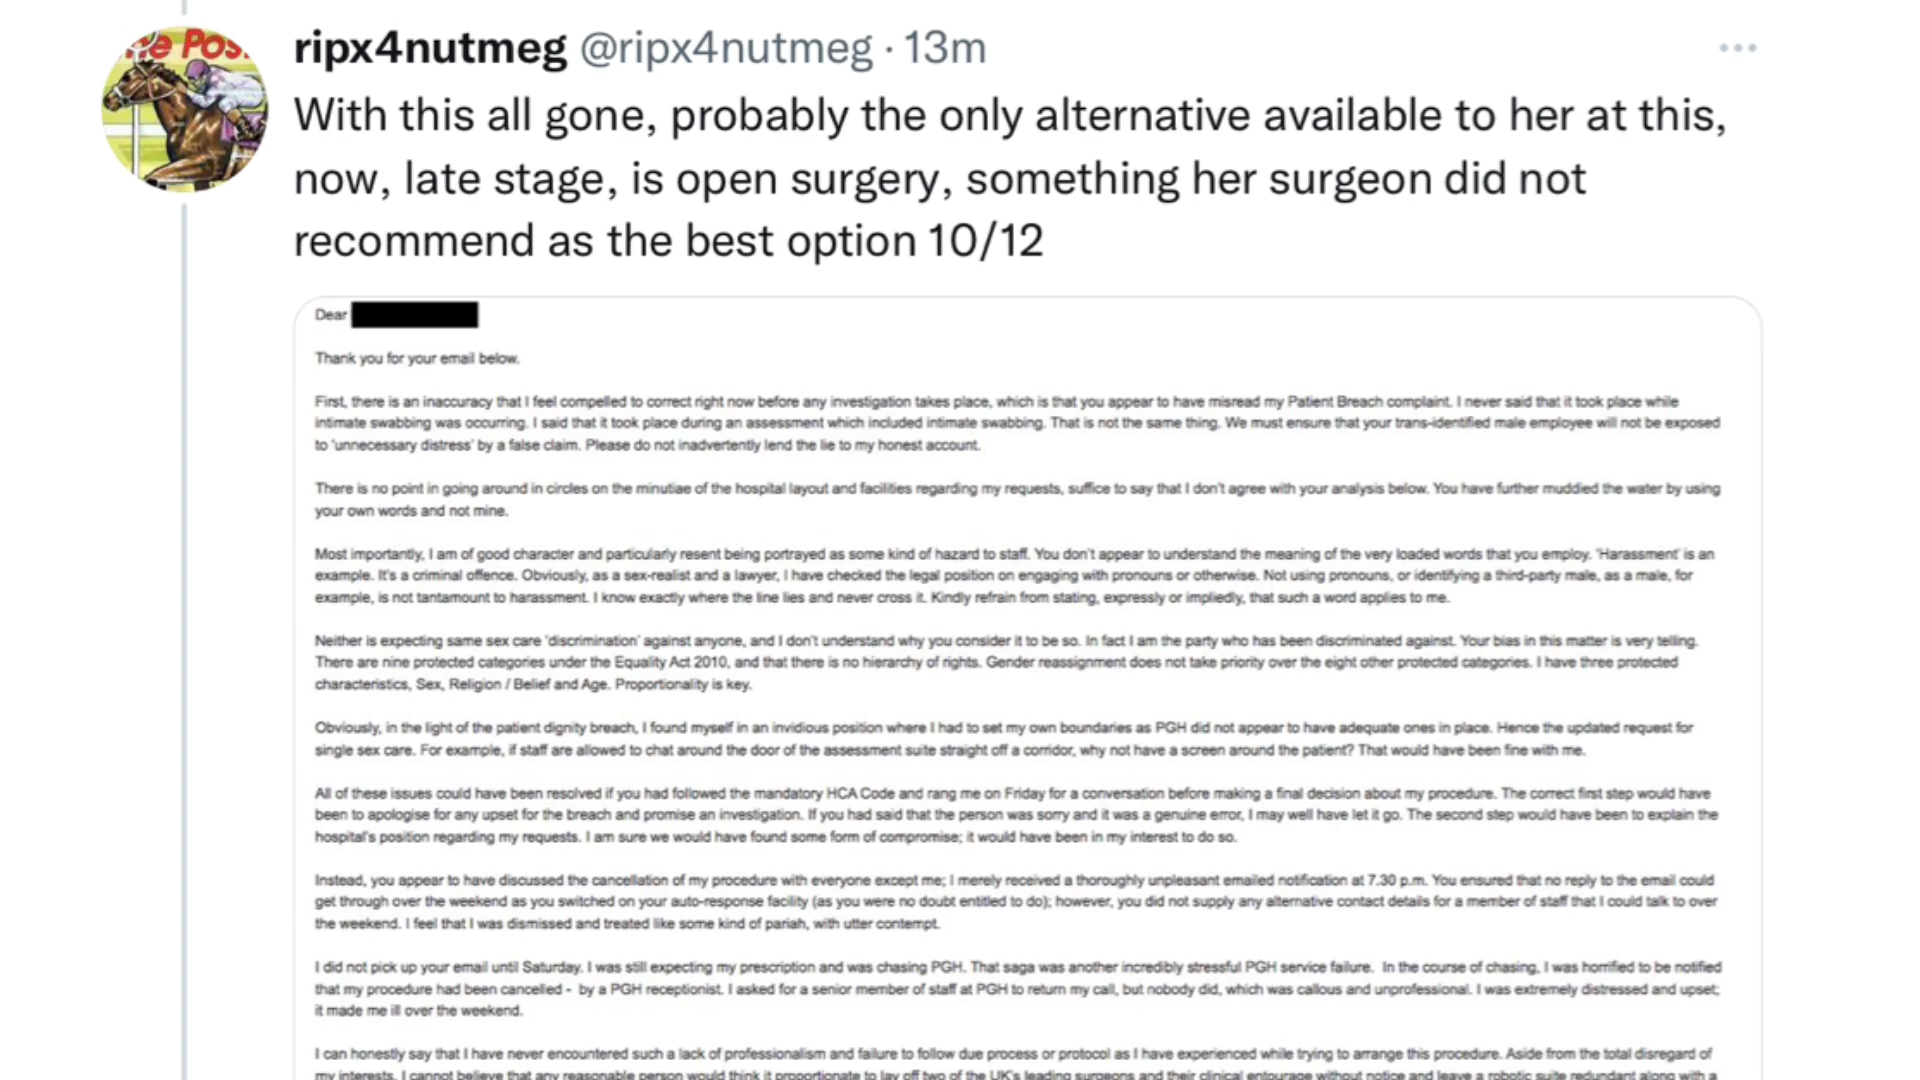 The Pos
ripx4nutmeg @ripx4nutmeg · 13m
With this all gone, probably the only alternative available to her at this,
now, late stage, is open surgery, something her surgeon did not
recommend as the best option 10/12
Dear
Thank you for your email below.
First, there is an inaccuracy that I feel compelled to correct right now before any investigation takes place, which is that you appear to have misread my Patient Breach complaint. I never said that it took place while
intimate swabbing was occurring. I said that it took place during an assessment which included intimate swabbing. That is not the same thing. We must ensure that your trans-identified male employee will not be exposed
to 'unnecessary distress' by a false claim. Please do not inadvertently lend the lie to my honest account.
There is no point in going around in circles on the minutiae of the hospital layout and facilities regarding my requests, suffice to say that I don't agree with your analysis below. You have further muddied the water by using
your own words and not mine.
Most importantly, I am of good character and particularly resent being portrayed as some kind of hazard to staff. You don't appear to understand the meaning of the very loaded words that you employ. 'Harassment' is an
example. It's a criminal offence. Obviously, as a sex-realist and a lawyer, I have checked the legal position on engaging with pronouns or otherwise. Not using pronouns, or identifying a third-party male, as a male, for
example, is not tantamount to harassment. I know exactly where the line lies and never cross it. Kindly refrain from stating, expressly or impliedly, that such a word applies to me.
Neither is expecting same sex care 'discrimination' against anyone, and I don't understand why you consider it to be so. In fact I am the party who has been discriminated against. Your bias in this matter is very telling.
There are nine protected categories under the Equality Act 2010, and that there is no hierarchy of rights. Gender reassignment does not take priority over the eight other protected categories. I have three protected
characteristics, Sex, Religion / Belief and Age. Proportionality is key.
Obviously, in the light of the patient dignity breach, I found myself in an invidious position where I had to set my own boundaries as PGH did not appear to have adequate ones in place. Hence the updated request for
single sex care. For example, if staff are allowed to chat around the door of the assessment suite straight off a corridor, why not have a screen around the patient? That would have been fine with me.
All of these issues could have been resolved if you had followed the mandatory HCA Code and rang me on Friday for a conversation before making a final decision about my procedure. The correct first step would have
been to apologise for any upset for the breach and promise an investigation. If you had said that the person was sorry and it was a genuine error, I may well have let it go. The second step would have been to explain the
hospital's position regarding my requests. I am sure we would have found some form of compromise; it would have been in my interest to do so.
Instead, you appear to have discussed the cancellation of my procedure with everyone except me; I merely received a thoroughly unpleasant emailed notification at 7.30 p.m. You ensured that no reply to the email could
get through over the weekend as you switched on your auto-response facility (as you were no doubt entitled to do); however, you did not supply any alternative contact details for a member of staff that I could talk to over
the weekend. I feel that I was dismissed and treated like some kind of pariah, with utter contempt.
I did not pick up your email until Saturday. I was still expecting my prescription and was chasing PGH. That saga was another incredibly stressful PGH service failure. In the course of chasing, I was horrified to be notified
that my procedure had been cancelled - by a PGH receptionist. I asked for a senior member of staff at PGH to return my call, but nobody did, which was callous and unprofessional. I was extremely distressed and upset;
it made me ill over the weekend.
I can honestly say that I have never encountered such a lack of professionalism and failure to follow due process or protocol as I have experienced while trying to arrange this procedure. Aside from the total disregard of
my interests, I cannot believe that any reasonable person would think it proportionate to lay off two of the UK's leading surgeons and their clinical entourage without notice and leave a robotic suite redundant along with a